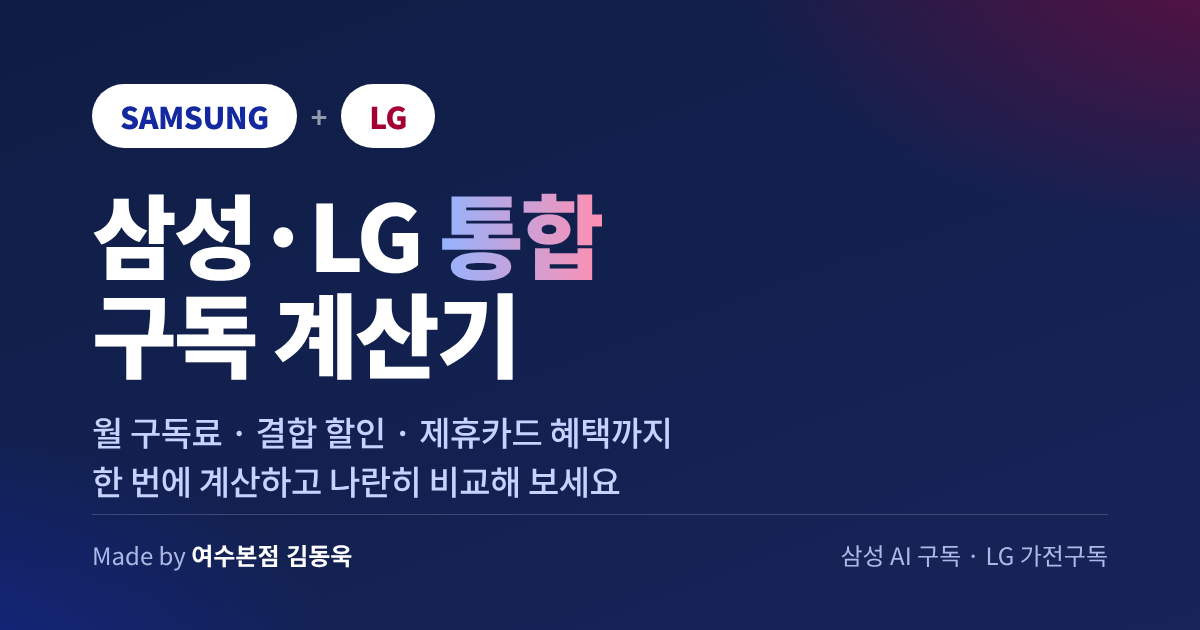 SAMSUNG + LG
삼성·LG 통합
구독 계산기
월 구독료 · 결합 할인 · 제휴카드 혜택까지
한 번에 계산하고 나란히 비교해 보세요
Made by 여수본점 김동욱
삼성 AI 구독 · LG 가전구독